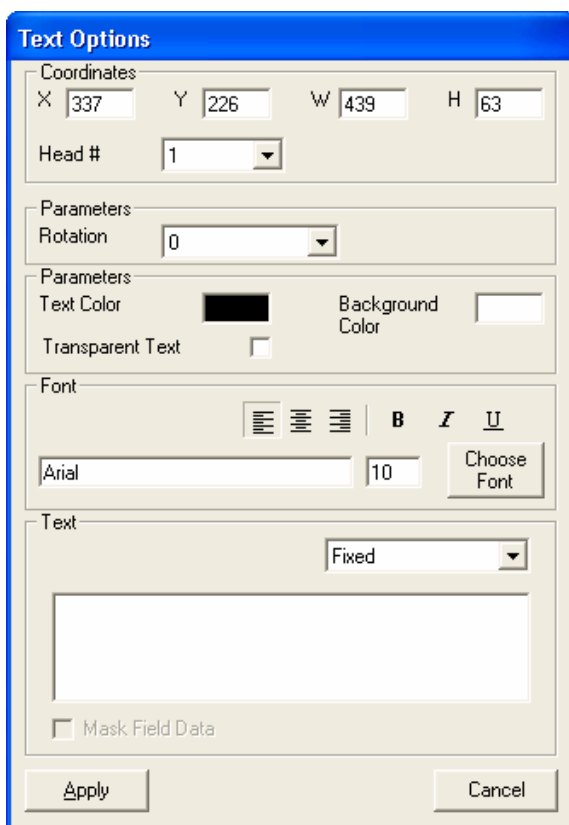 Text Options
Coordinates
X 337 Y 226 W 439 H 63
Head # 1
Parameters
Rotation 0
Parameters
Text Color Background Color
Transparent Text
Font
B I U
Arial 10 Choose Font
Text
Fixed
Mask Field Data
Apply Cancel